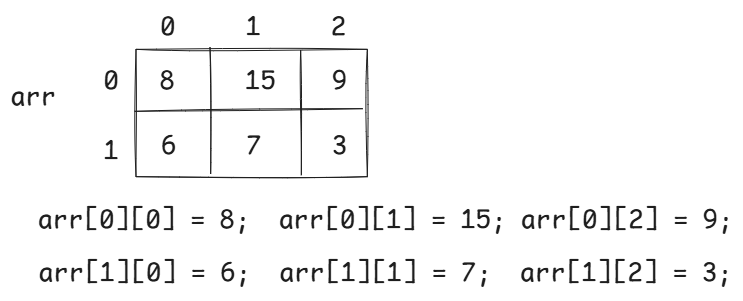 0 1 2
0 8 15 9
arr
1 6 7 3
arr[0][0] = 8; arr[0][1] = 15; arr[0][2] = 9;
arr[1][0] = 6; arr[1][1] = 7; arr[1][2] = 3;